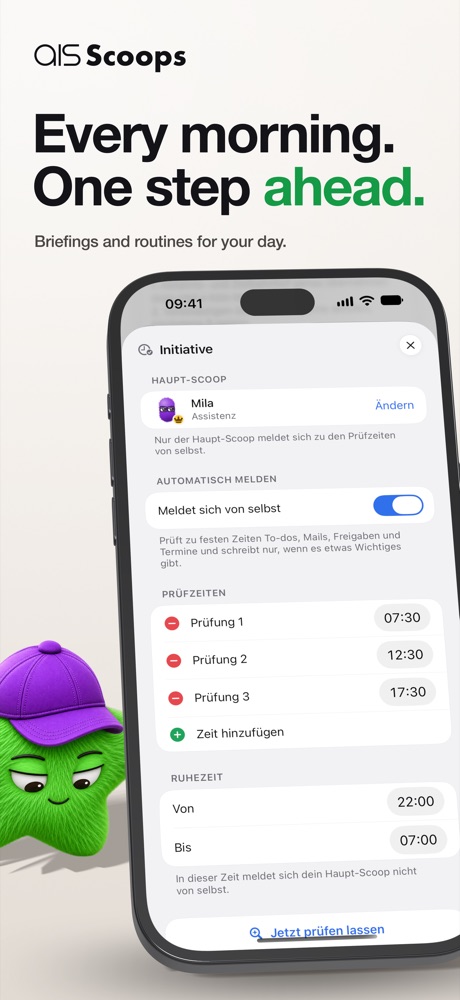 ais Scoops
Every morning.
One step ahead.
Briefings and routines for your day.
09:41
Initiative
HAUPT-SCOOP
Mila
Assistenz
Ändern
Nur der Haupt-Scoop meldet sich zu den Prüfzeiten
von selbst.
AUTOMATISCH MELDEN
Meldet sich von selbst
Prüft zu festen Zeiten To-dos, Mails, Freigaben und
Termine und schreibt nur, wenn es etwas Wichtiges
gibt.
PRÜFZEITEN
Prüfung 1 07:30
Prüfung 2 12:30
Prüfung 3 17:30
Zeit hinzufügen
RUHEZEIT
Von 22:00
Bis 07:00
In dieser Zeit meldet sich dein Haupt-Scoop nicht
von selbst.
Jetzt prüfen lassen